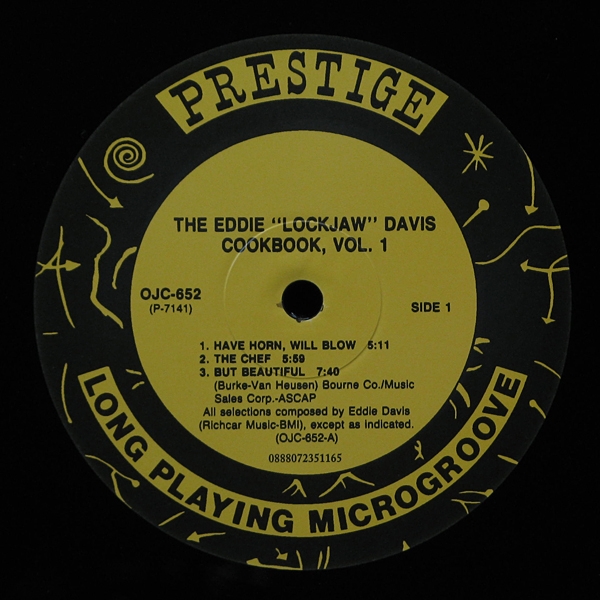 PRESTIGE
THE EDDIE "LOCKJAW" DAVIS
COOKBOOK, VOL. 1
OJC-652
(P-7141)
SIDE 1
1. HAVE HORN, WILL BLOW 5:11
2. THE CHEF 5:59
3. BUT BEAUTIFUL 7:40
(Burke-Van Heusen) Bourne Co./Music
Sales Corp.-ASCAP
All selections composed by Eddie Davis
(Richcar Music-BMI), except as indicated.
(OJC-652-A)
0888072351165
LONG PLAYING MICROGROOVE